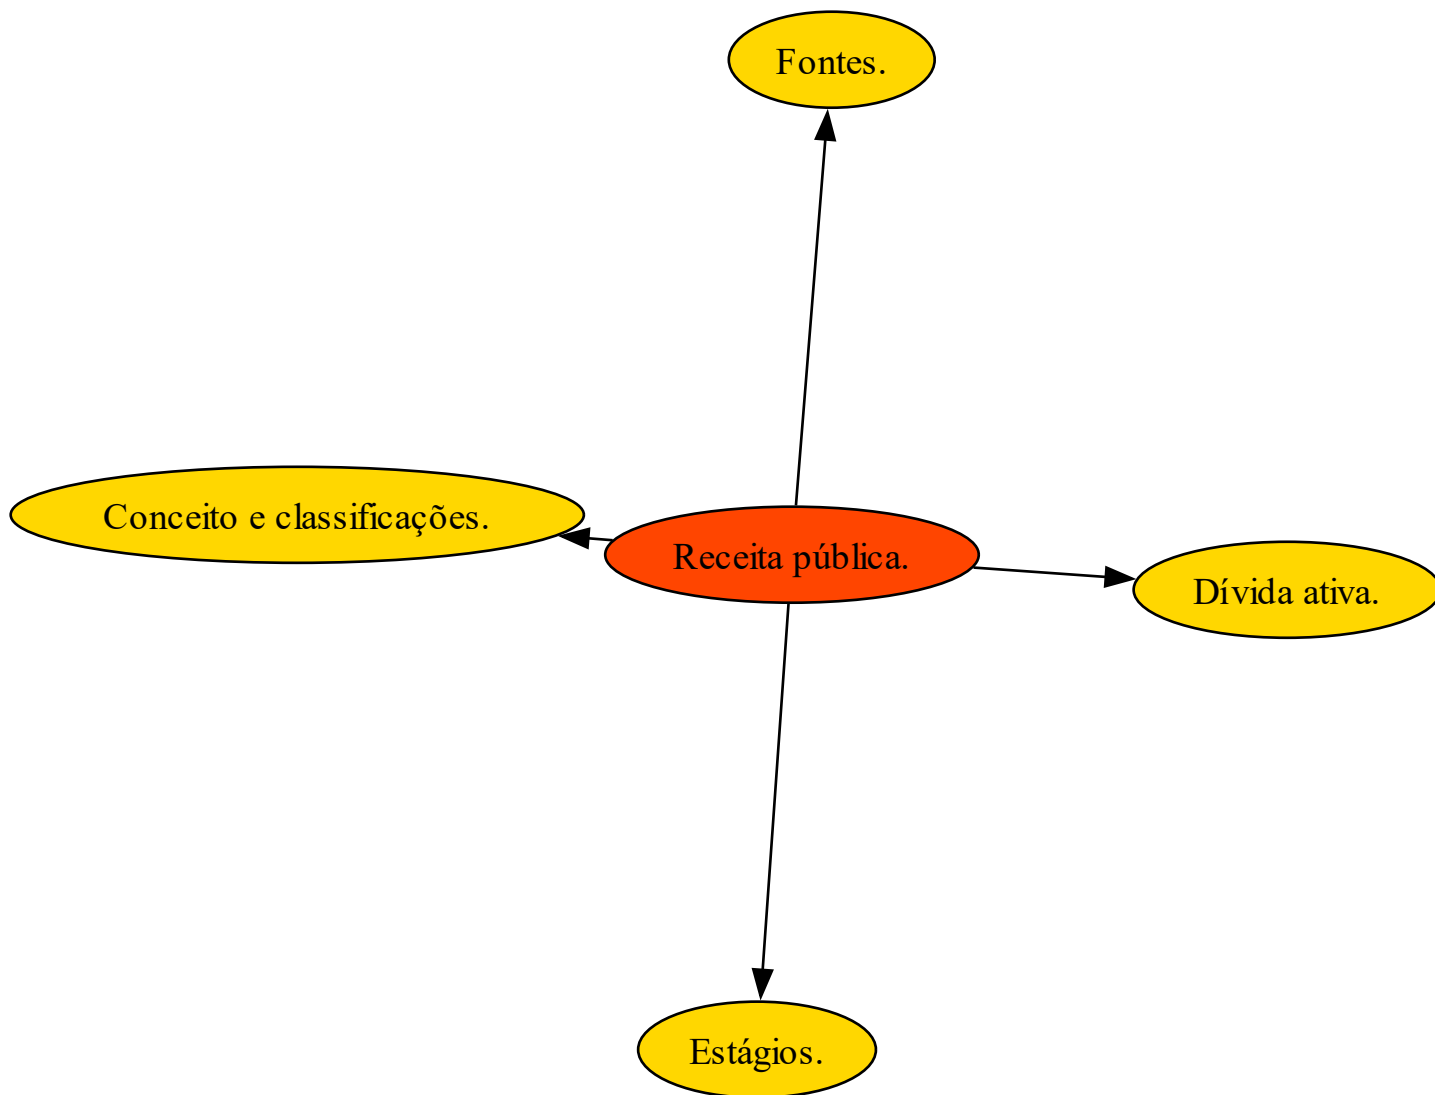 Fontes.
Conceito e classificações.
Receita pública.
Dívida ativa.
Estágios.